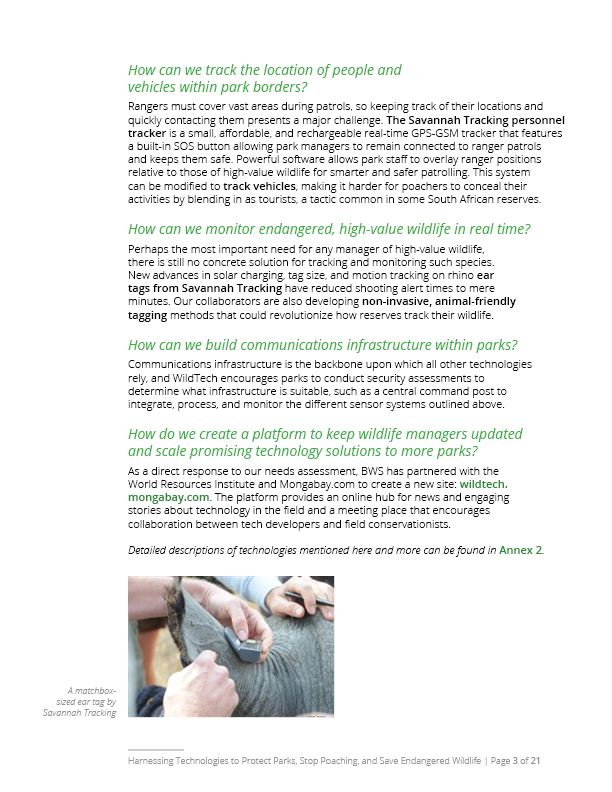 How can we track the location of people and
vehicles within park borders?
Rangers must cover vast areas during patrols, so keeping track of their locations and
quickly contacting them presents a major challenge. The Savannah Tracking personnel
tracker is a small, affordable, and rechargeable real-time GPS-GSM tracker that features
a built-in SOS button allowing park managers to remain connected to ranger patrols
and keeps them safe. Powerful software allows park staff to overlay ranger positions
relative to those of high-value wildlife for smarter and safer patrolling. This system
can be modified to track vehicles, making it harder for poachers to conceal their
activities by blending in as tourists, a tactic common in some South African reserves.
How can we monitor endangered, high-value wildlife in real time?
Perhaps the most important need for any manager of high-value wildlife,
there is still no concrete solution for tracking and monitoring such species.
New advances in solar charging, tag size, and motion tracking on rhino ear
tags from Savannah Tracking have reduced shooting alert times to mere
minutes. Our collaborators are also developing non-invasive, animal-friendly
tagging methods that could revolutionize how reserves track their wildlife.
How can we build communications infrastructure within parks?
Communications infrastructure is the backbone upon which all other technologies
rely, and WildTech encourages parks to conduct security assessments to
determine what infrastructure is suitable, such as a central command post to
integrate, process, and monitor the different sensor systems outlined above.
How do we create a platform to keep wildlife managers updated
and scale promising technology solutions to more parks?
As a direct response to our needs assessment, BWS has partnered with the
World Resources Institute and Mongabay.com to create a new site: wildtech.
mongabay.com. The platform provides an online hub for news and engaging
stories about technology in the field and a meeting place that encourages
collaboration between tech developers and field conservationists.
Detailed descriptions of technologies mentioned here and more can be found in Annex 2.
A matchbox-
sized ear tag by
Savannah Tracking
Harnessing Technologies to Protect Parks, Stop Poaching, and Save Endangered Wildlife | Page 3 of 21